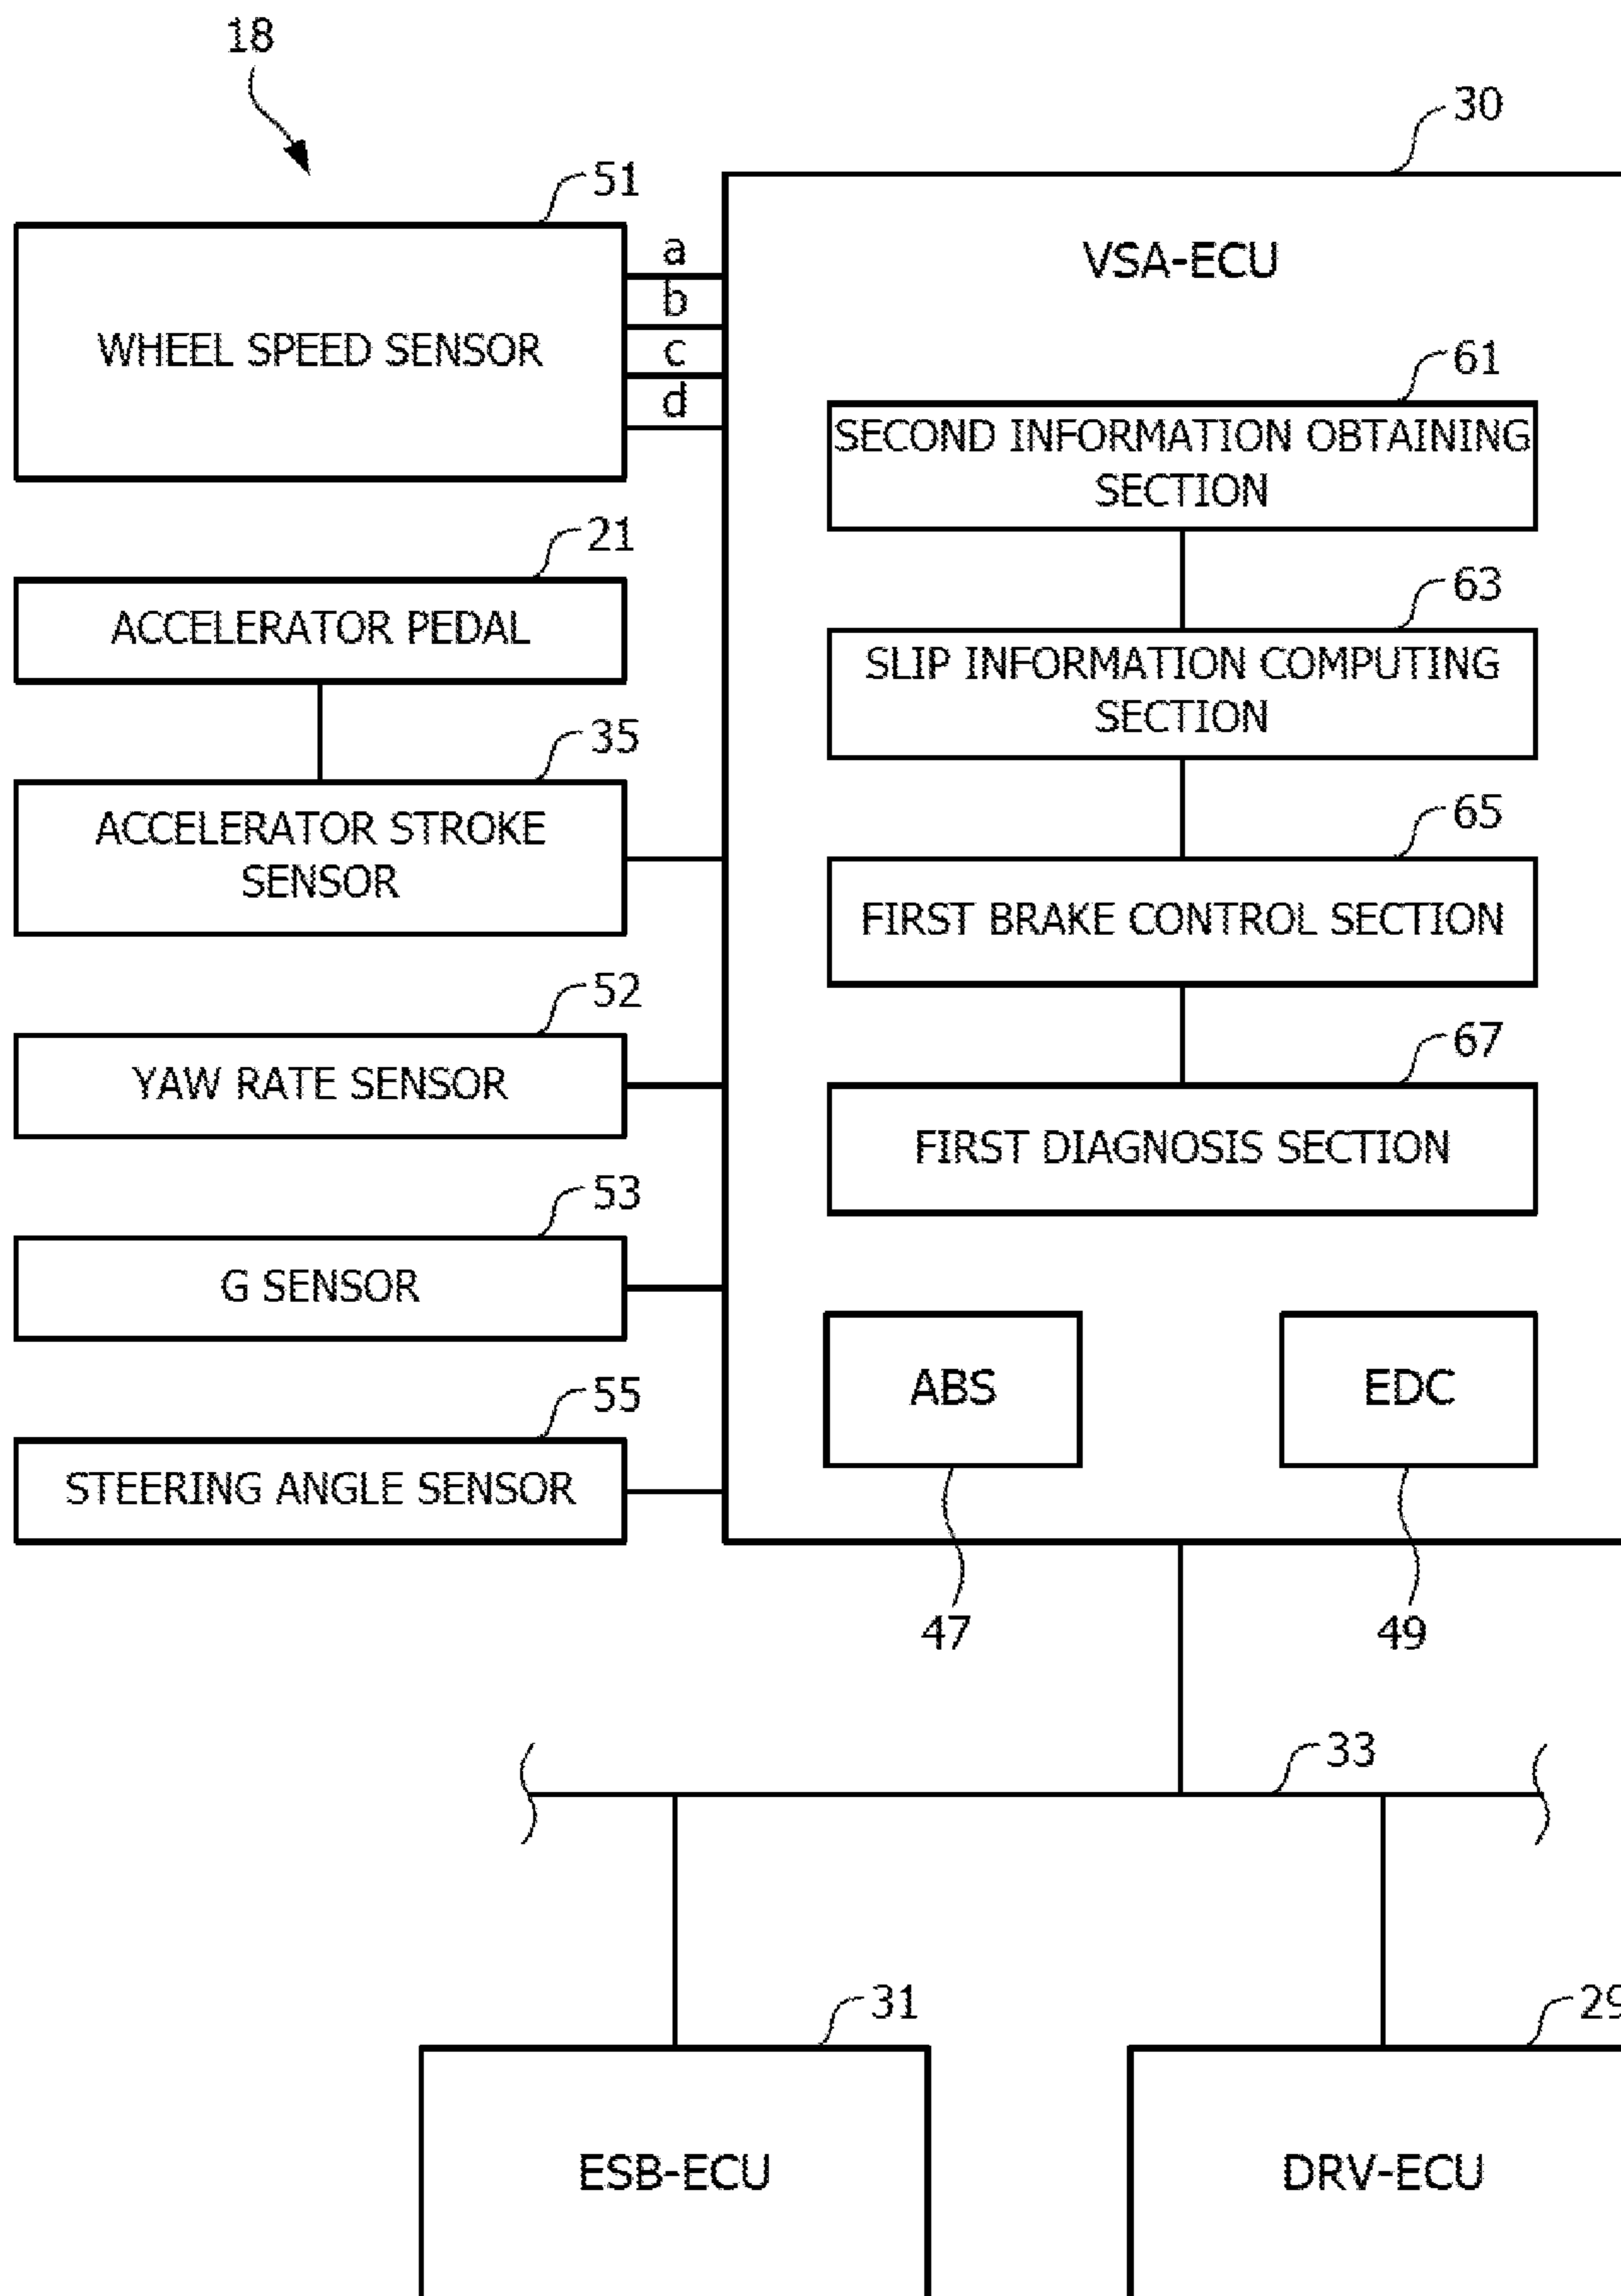 18
30
51
a
VSA-ECU
b
WHEEL SPEED SENSOR
c
d
61
SECOND INFORMATION OBTAINING
SECTION
21
ACCELERATOR PEDAL
63
SLIP INFORMATION COMPUTING
SECTION
35
ACCELERATOR STROKE
SENSOR
65
FIRST BRAKE CONTROL SECTION
52
YAW RATE SENSOR
67
FIRST DIAGNOSIS SECTION
53
G SENSOR
ABS
EDC
55
STEERING ANGLE SENSOR
47
49
33
31
29
ESB-ECU
DRV-ECU